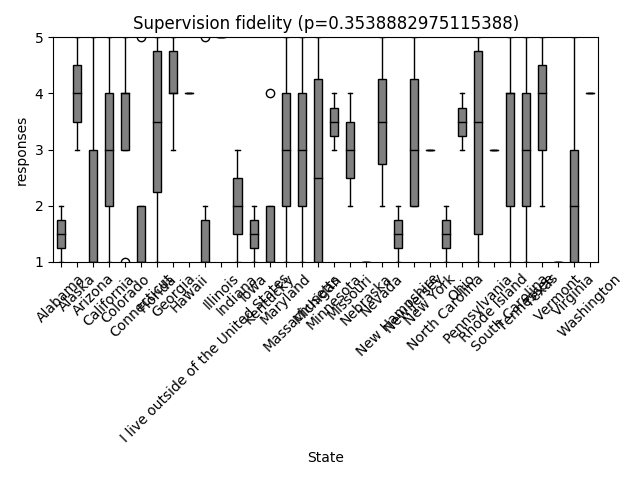 Supervision fidelity (p=0.3538882975115388)
responses
5
4
3
2
1
Alabama
Alaska
Arizona
California
Colorado
Connecticut
Florida
Georgia
Hawaii
I live outside of the United States
Illinois
Indiana
Iowa
Kentucky
Maryland
Massachusetts
Michigan
Minnesota
Missouri
Nebraska
Nevada
New Hampshire
New Jersey
New York
North Carolina
Ohio
Pennsylvania
Rhode Island
South Carolina
Tennessee
Texas
Vermont
Virginia
Washington
State